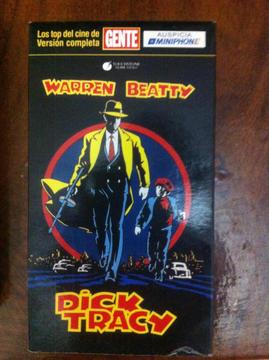 Los top del cine de
Versión completa
GENTE
AUSPICIA
MINIPHONE
WARREN BEATTY
DICK
TRACY